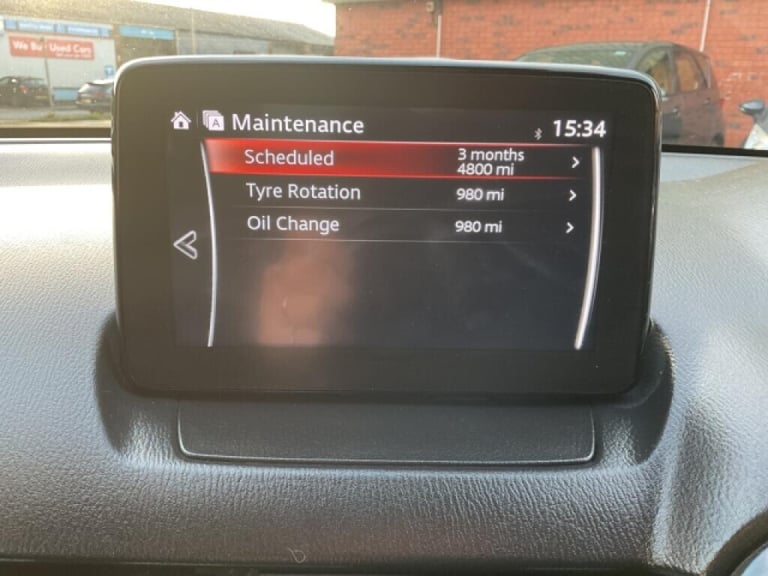 We Buy Used Cars
A Maintenance 15:34
Scheduled 3 months
4800 mi
Tyre Rotation 980 mi
Oil Change 980 mi